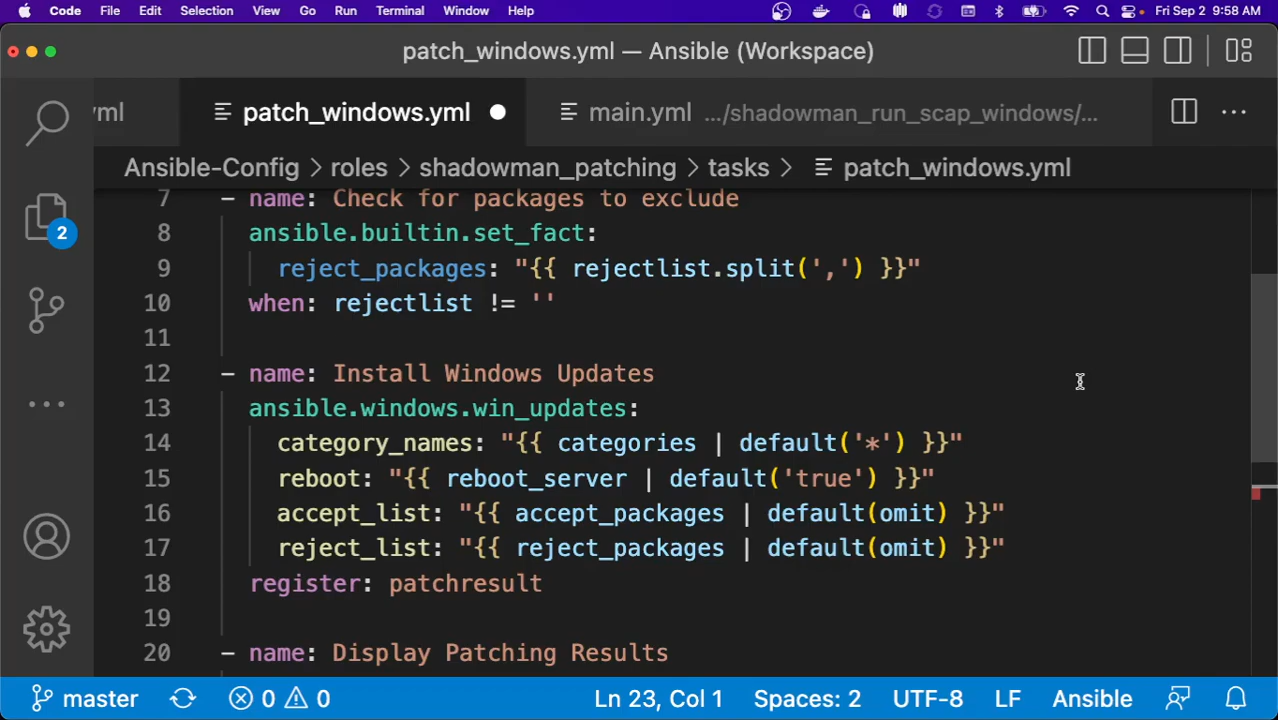 Code File Edit Selection View Go Run Terminal Window Help Fri Sep 2 9:58 AM
patch_windows.yml — Ansible (Workspace)
yml patch_windows.yml main.yml .../shadowman_run_scap_windows/... ...
Ansible-Config > roles > shadowman_patching > tasks > patch_windows.yml
7 - name: Check for packages to exclude
8 ansible.builtin.set_fact:
9 reject_packages: "{{ rejectlist.split(',') }}"
10 when: rejectlist != ''
11
12 - name: Install Windows Updates
13 ansible.windows.win_updates:
14 category_names: "{{ categories | default('*') }}"
15 reboot: "{{ reboot_server | default('true') }}"
16 accept_list: "{{ accept_packages | default(omit) }}"
17 reject_list: "{{ reject_packages | default(omit) }}"
18 register: patchresult
19
20 - name: Display Patching Results
2
master 0 0 Ln 23, Col 1 Spaces: 2 UTF-8 LF Ansible